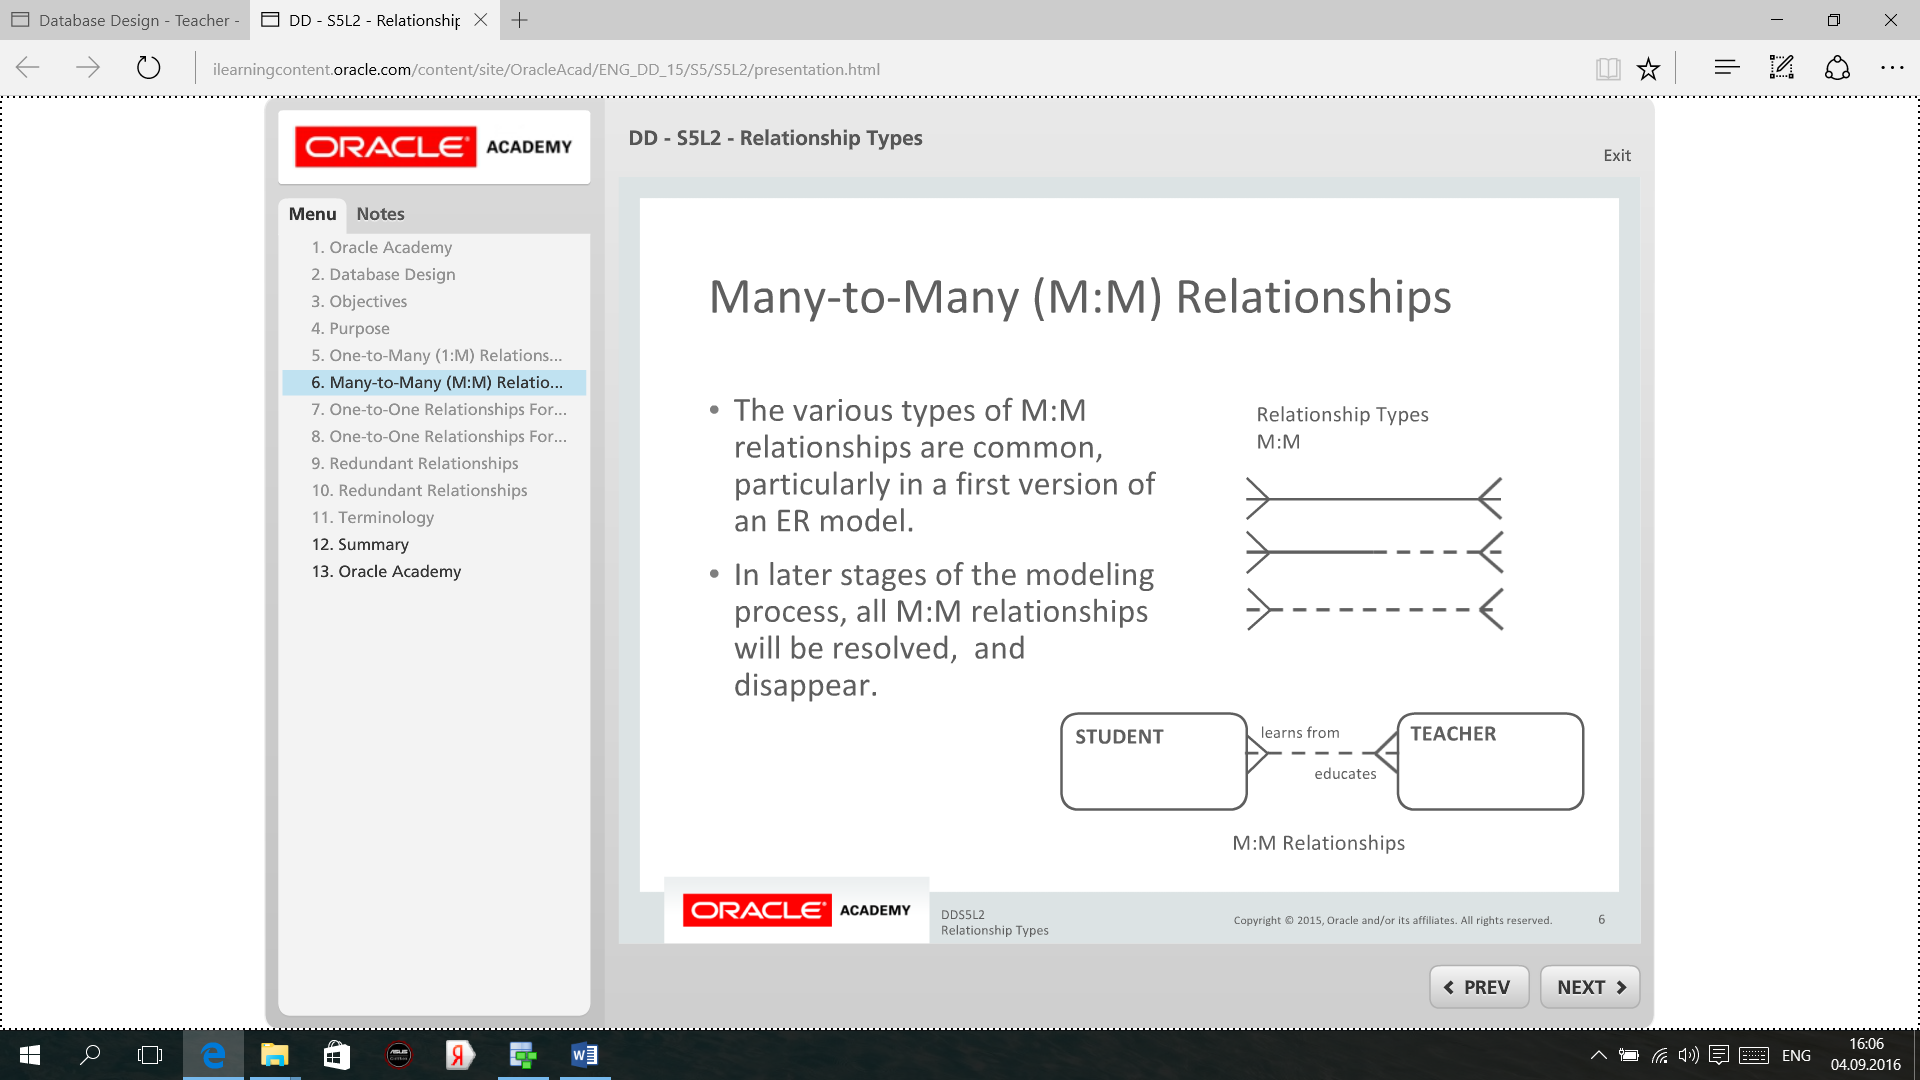 Database Design - Teacher -
DD - S5L2 - Relationship
ilearningcontent.oracle.com/content/site/OracleAcad/ENG_DD_15/S5/S5L2/presentation.html
ORACLE ACADEMY
DD - S5L2 - Relationship Types
Exit
Menu Notes
1. Oracle Academy
2. Database Design
3. Objectives
4. Purpose
5. One-to-Many (1:M) Relations...
6. Many-to-Many (M:M) Relatio...
7. One-to-One Relationships For...
8. One-to-One Relationships For...
9. Redundant Relationships
10. Redundant Relationships
11. Terminology
12. Summary
13. Oracle Academy
Many-to-Many (M:M) Relationships
• The various types of M:M
relationships are common,
particularly in a first version of
an ER model.
• In later stages of the modeling
process, all M:M relationships
will be resolved, and
disappear.
Relationship Types
M:M
STUDENT
learns from
educates
TEACHER
M:M Relationships
ORACLE ACADEMY
DDS5L2
Relationship Types
Copyright © 2015, Oracle and/or its affiliates. All rights reserved.
6
PREV
NEXT
ASUS
Я
W
ENG
16:06
04.09.2016